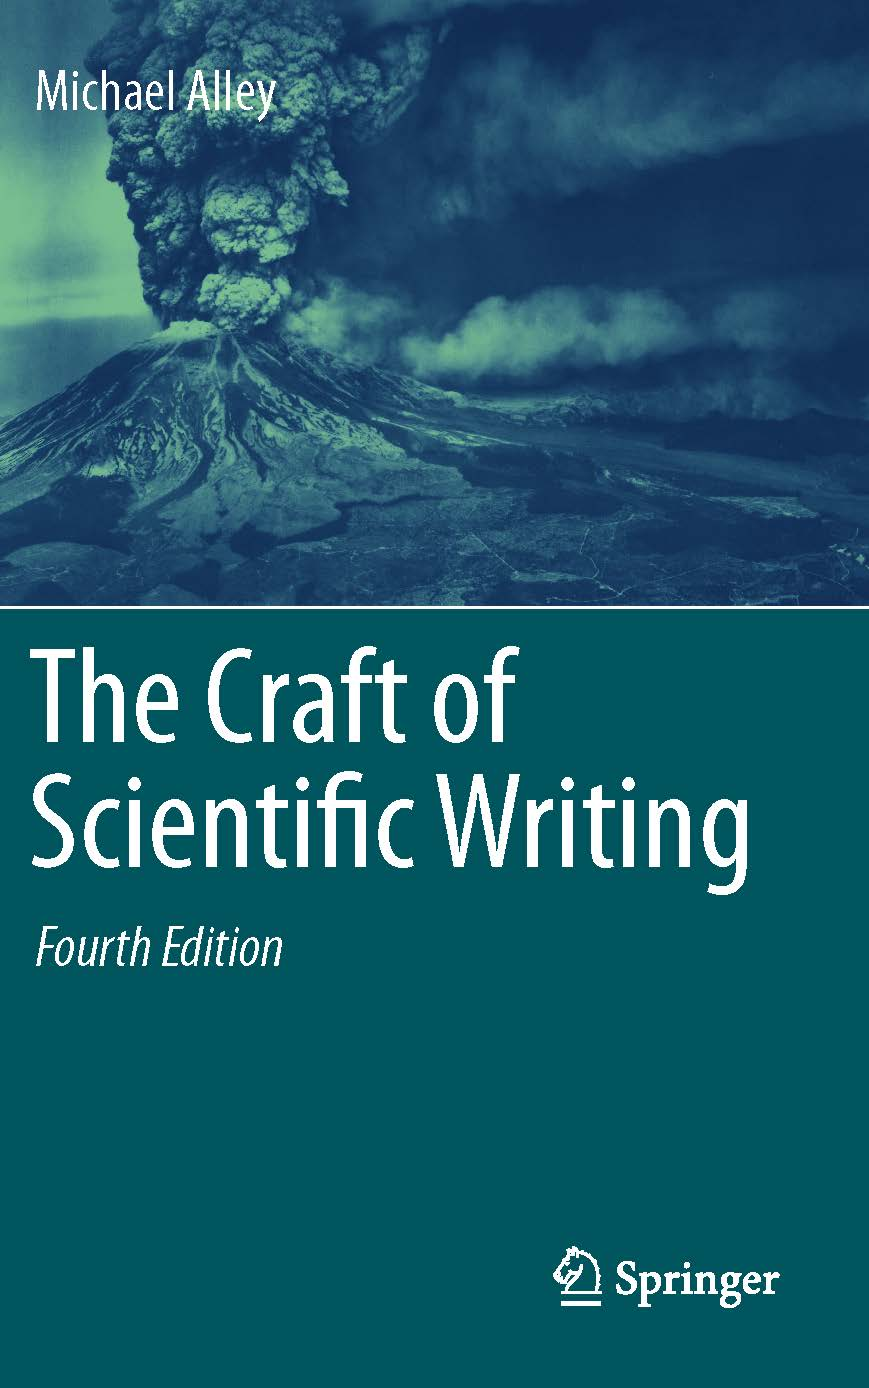 Michael Alley
The Craft of
Scientific Writing
Fourth Edition
Springer